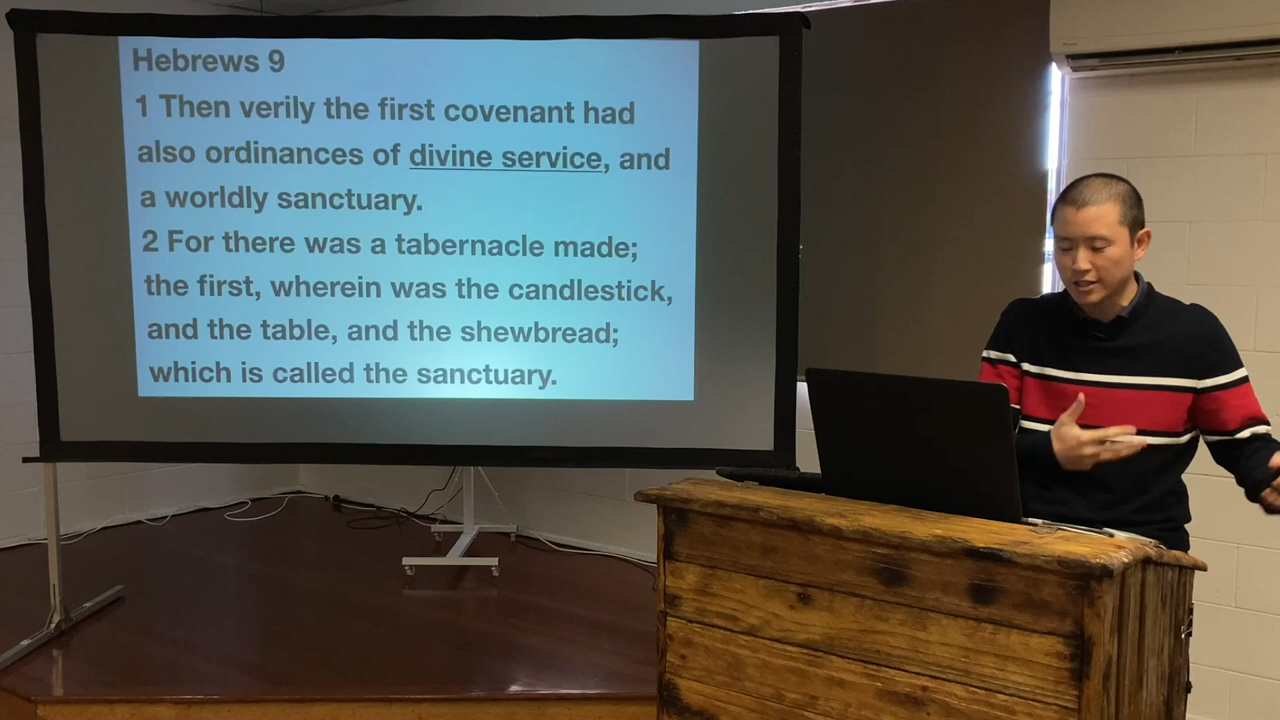 Hebrews 9
1 Then verily the first covenant had
also ordinances of divine service, and
a worldly sanctuary.
2 For there was a tabernacle made;
the first, wherein was the candlestick,
and the table, and the shewbread;
which is called the sanctuary.